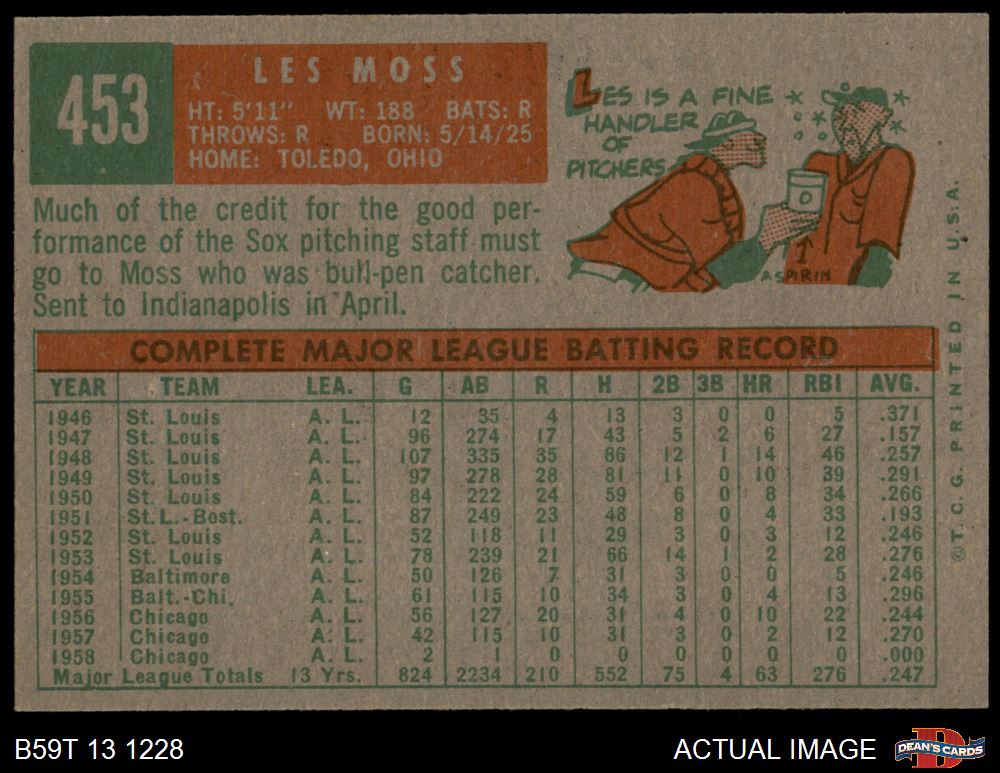 453
LES MOSS
HT: 5'11" WT: 188 BATS: R
THROWS: R BORN: 5/14/25
HOME: TOLEDO, OHIO
LES IS A FINE
HANDLER
OF
PITCHERS
ASPIRIN
Much of the credit for the good per-
formance of the Sox pitching staff must
go to Moss who was bull-pen catcher.
Sent to Indianapolis in April.
COMPLETE MAJOR LEAGUE BATTING RECORD
YEAR TEAM LEA. G AB R H 2B 3B HR RBI AVG.
1946 St. Louis A. L. 12 35 4 13 3 0 0 5 .371
1947 St. Louis A. L. 96 274 17 43 5 2 6 27 .157
1948 St. Louis A. L. 107 335 35 86 12 1 14 46 .257
1949 St. Louis A. L. 97 278 28 81 11 0 10 39 .291
1950 St. Louis A. L. 84 222 24 59 6 0 8 34 .266
1951 St. L.-Bost. A. L. 87 249 23 48 8 0 4 33 .193
1952 St. Louis A. L. 52 118 11 29 3 0 3 12 .246
1953 St. Louis A. L. 78 239 21 66 14 1 2 28 .276
1954 Baltimore A. L. 50 126 7 31 3 0 0 5 .246
1955 Balt.-Chi. A. L. 61 115 10 34 3 0 4 13 .296
1956 Chicago A. L. 56 127 20 31 4 0 10 22 .244
1957 Chicago A. L. 42 115 10 31 3 0 2 12 .270
1958 Chicago A. L. 2 1 0 0 0 0 0 0 .000
Major League Totals 13 Yrs. 824 2234 210 552 75 4 63 276 .247
©T. C. G. PRINTED IN U.S.A.
B59T 13 1228
ACTUAL IMAGE
D
DEAN'S CARDS